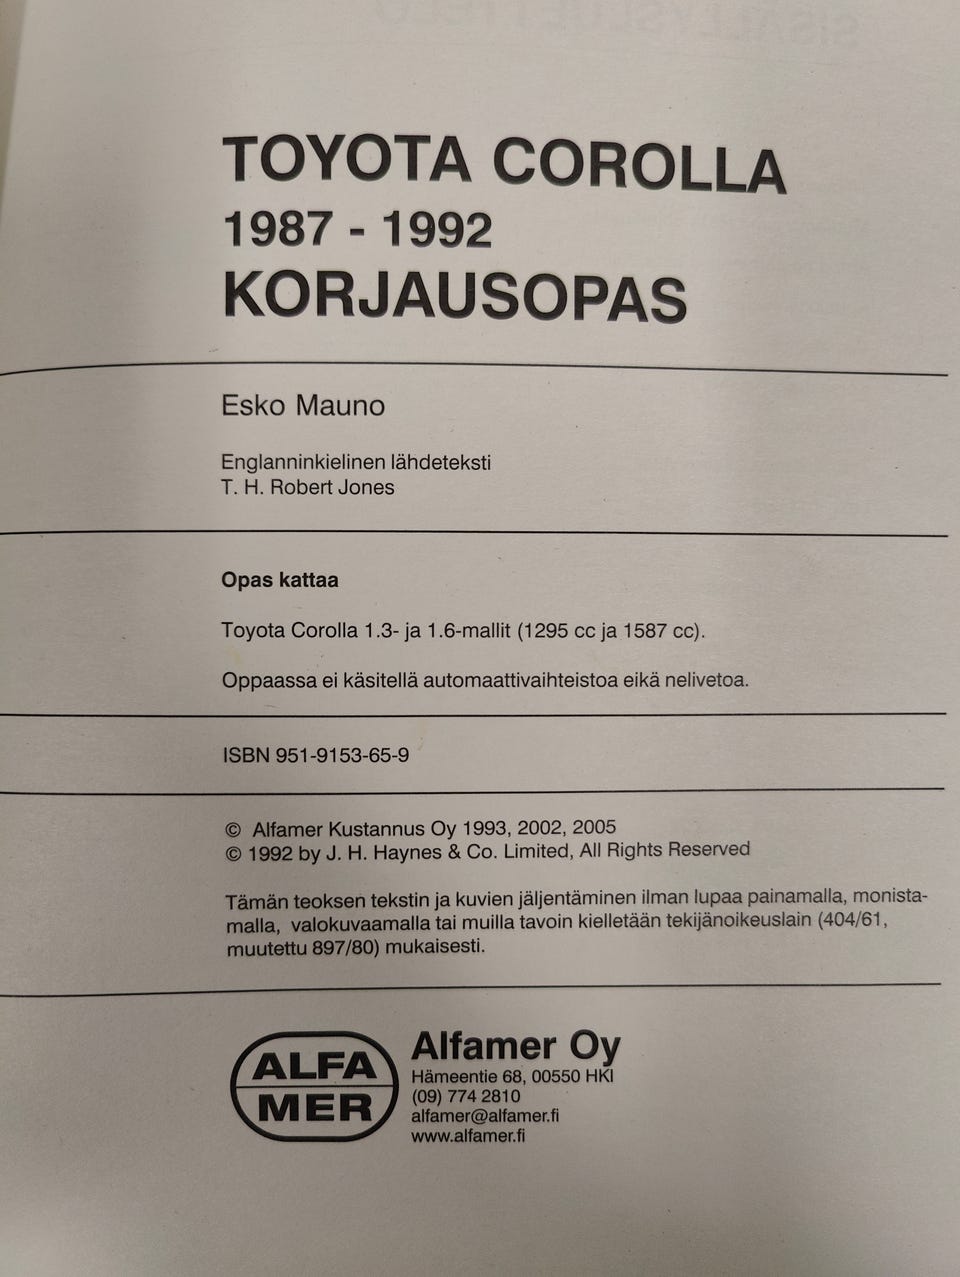 TOYOTA COROLLA
1987 - 1992
KORJAUSOPAS
Esko Mauno
Englanninkielinen lähdeteksti
T. H. Robert Jones
Opas kattaa
Toyota Corolla 1.3- ja 1.6-mallit (1295 cc ja 1587 cc).
Oppaassa ei käsitellä automaattivaihteistoa eikä nelivetoa.
ISBN 951-9153-65-9
© Alfamer Kustannus Oy 1993, 2002, 2005
© 1992 by J. H. Haynes & Co. Limited, All Rights Reserved
Tämän teoksen tekstin ja kuvien jäljentäminen ilman lupaa painamalla, monista-
malla, valokuvaamalla tai muilla tavoin kielletään tekijänoikeuslain (404/61,
muutettu 897/80) mukaisesti.
ALFA
MER
Alfamer Oy
Hämeentie 68, 00550 HKI
(09) 774 2810
alfamer@alfamer.fi
www.alfamer.fi